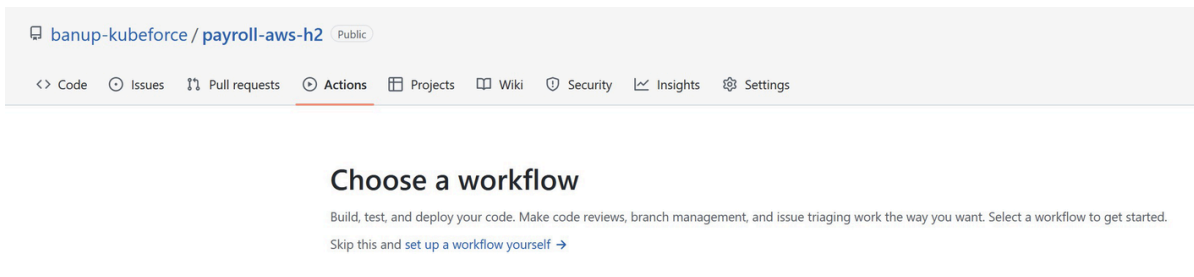 banup-kubeforce / payroll-aws-h2 Public
Code Issues Pull requests Actions Projects Wiki Security Insights Settings
Choose a workflow
Build, test, and deploy your code. Make code reviews, branch management, and issue triaging work the way you want. Select a workflow to get started.
Skip this and set up a workflow yourself →